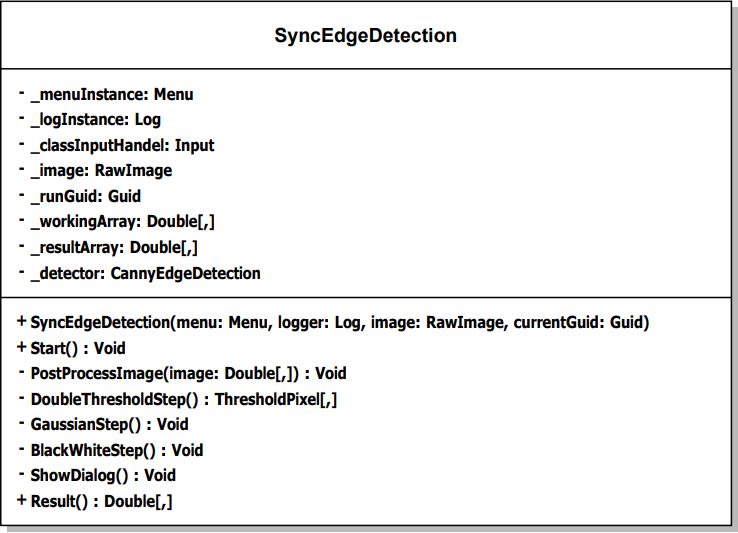 SyncEdgeDetection
- _menuInstance: Menu
- _logInstance: Log
- _classInputHandel: Input
- _image: RawImage
- _runGuid: Guid
- _workingArray: Double[,]
- _resultArray: Double[,]
- _detector: CannyEdgeDetection
+ SyncEdgeDetection(menu: Menu, logger: Log, image: RawImage, currentGuid: Guid)
+ Start() : Void
- PostProcessImage(image: Double[,]) : Void
- DoubleThresholdStep() : ThresholdPixel[,]
- GaussianStep() : Void
- BlackWhiteStep() : Void
- ShowDialog() : Void
+ Result() : Double[,]